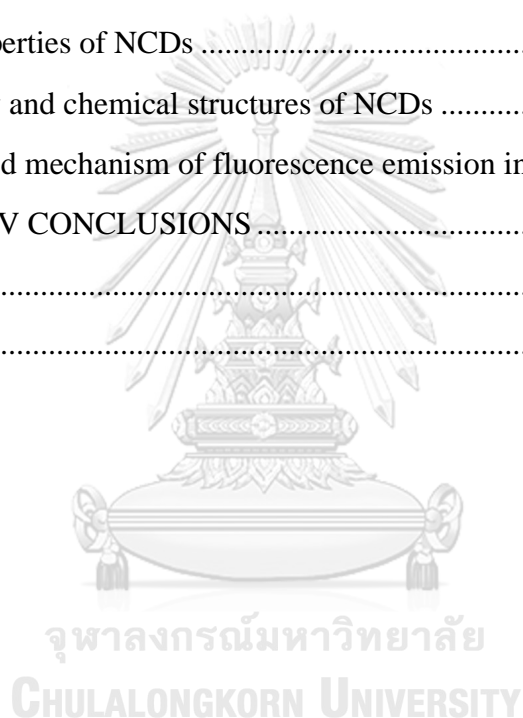 perties of NCDs ........................................
and chemical structures of NCDs ............
d mechanism of fluorescence emission in
V CONCLUSIONS ..................................
........................................................................
........................................................................
จุฬาลงกรณ์มหาวิทยาลัย
CHULALONGKORN UNIVERSITY